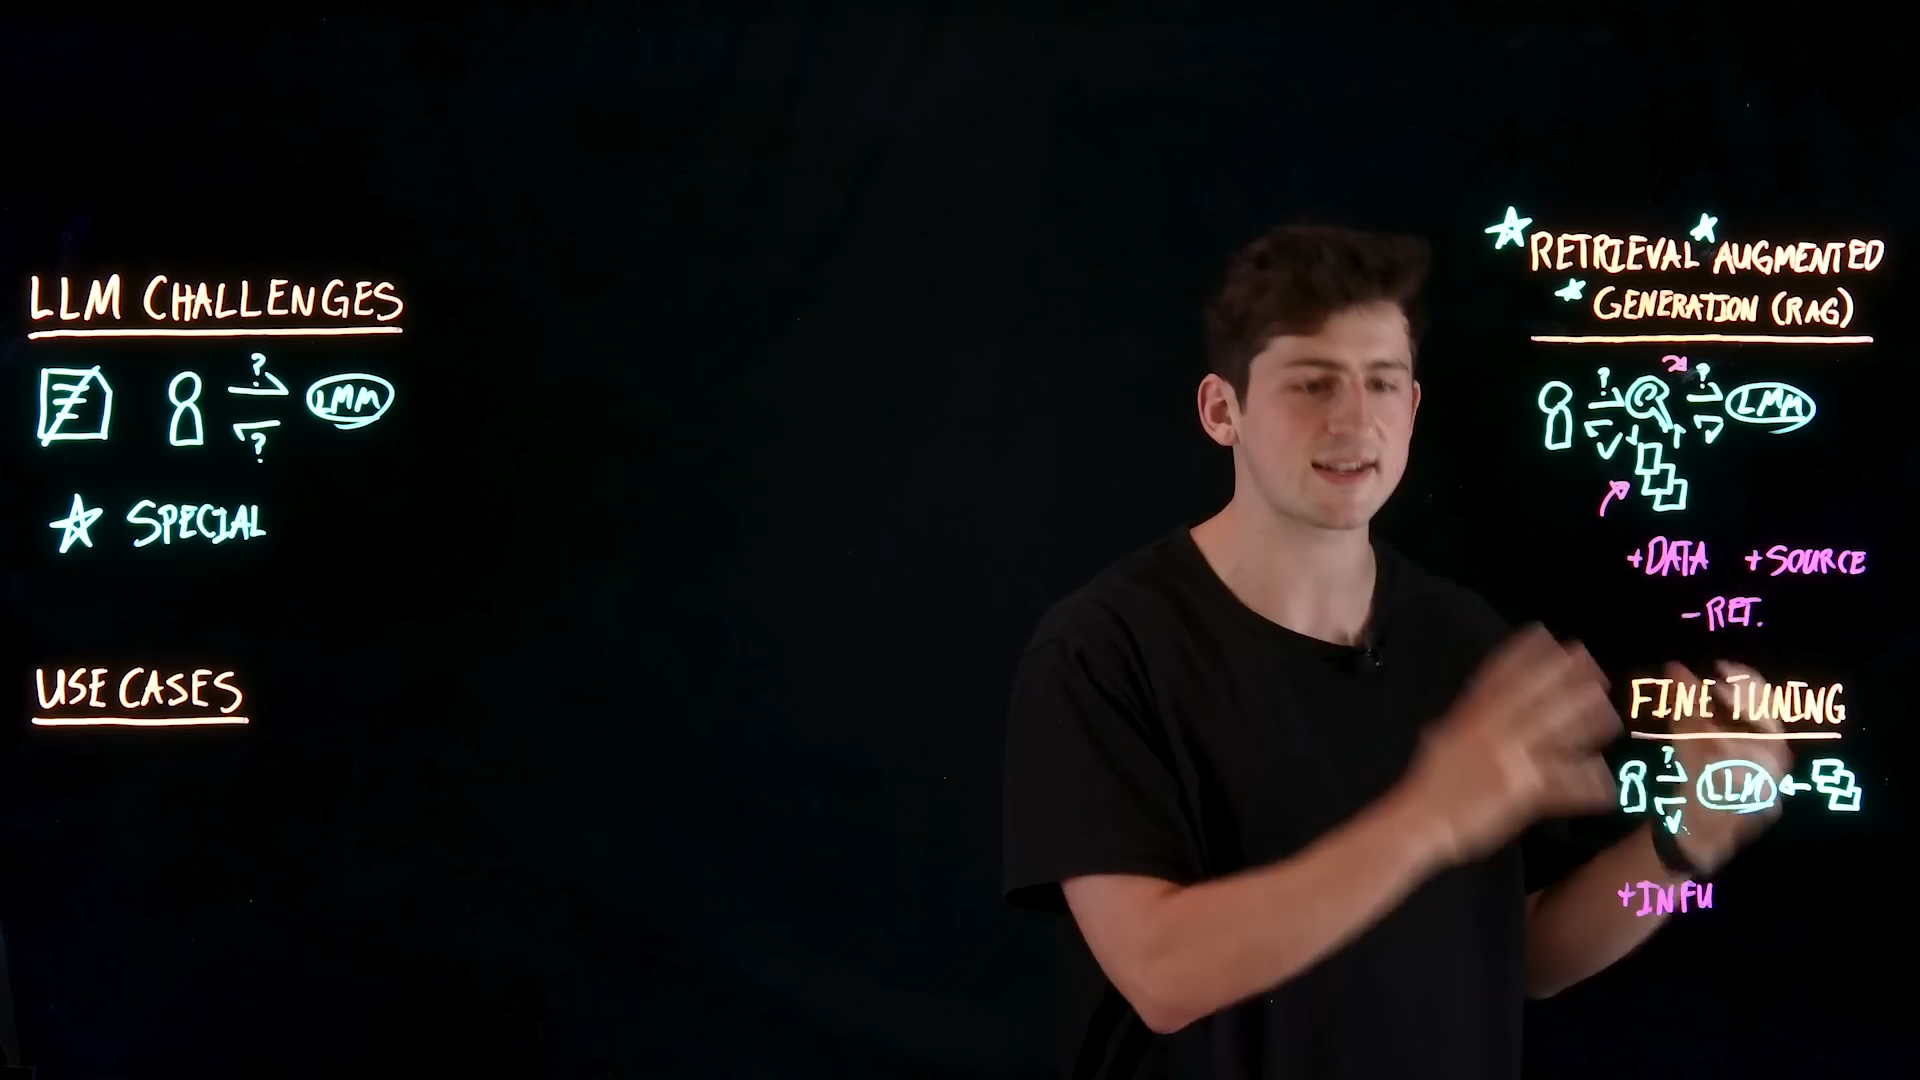 LLM CHALLENGES
?
LMM
?
SPECIAL
USE CASES
RETRIEVAL AUGMENTED
GENERATION (RAG)
? ?
LMM
+DATA +SOURCE
-RET.
FINE TUNING
?
LLM
+INFU